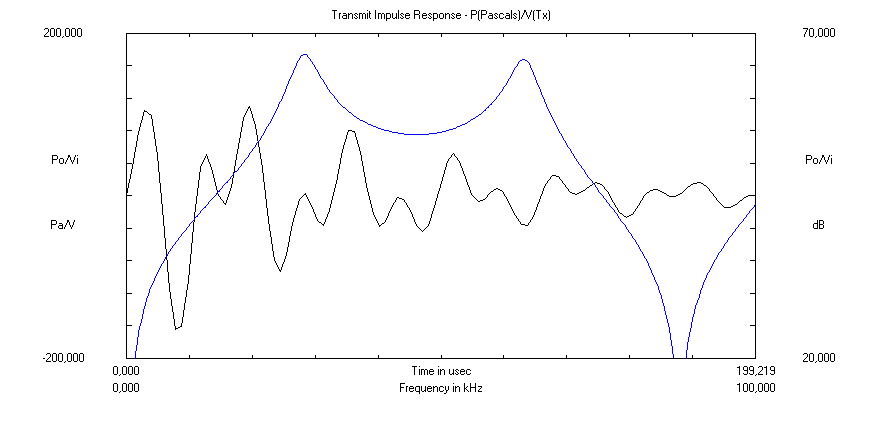 Transmit Impulse Response - P(Pascals)/V(Tx)
200,000 70,000
Po/Vi Po/Vi
Pa/V dB
-200,000 20,000
0,000 Time in usec 199,219
0,000 Frequency in kHz 100,000